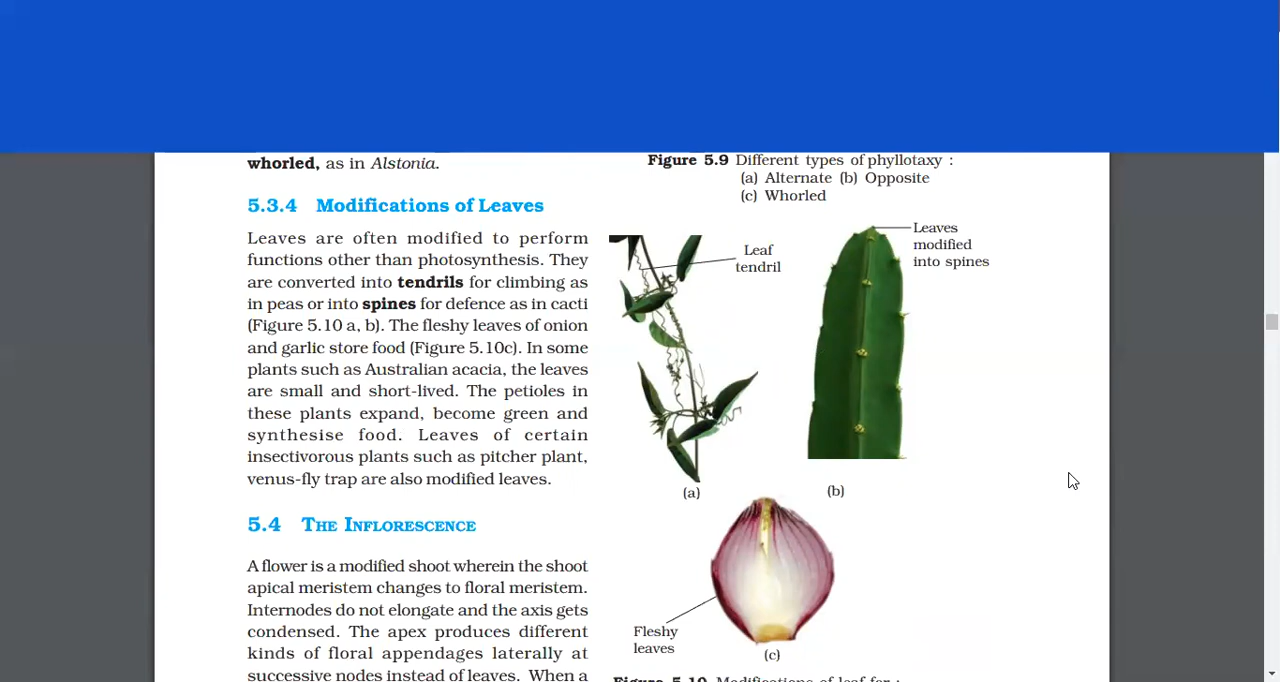 whorled, as in Alstonia.
5.3.4 Modifications of Leaves
Leaves are often modified to perform
functions other than photosynthesis. They
are converted into tendrils for climbing as
in peas or into spines for defence as in cacti
(Figure 5.10 a, b). The fleshy leaves of onion
and garlic store food (Figure 5.10c). In some
plants such as Australian acacia, the leaves
are small and short-lived. The petioles in
these plants expand, become green and
synthesise food. Leaves of certain
insectivorous plants such as pitcher plant,
venus-fly trap are also modified leaves.
5.4 THE INFLORESCENCE
A flower is a modified shoot wherein the shoot
apical meristem changes to floral meristem.
Internodes do not elongate and the axis gets
condensed. The apex produces different
kinds of floral appendages laterally at
successive nodes instead of leaves. When a
Figure 5.9 Different types of phyllotaxy :
(a) Alternate (b) Opposite
(c) Whorled
Leaf
tendril
Leaves
modified
into spines
(a)
(b)
Fleshy
leaves
(c)
Figure 5.10 Modifications of leaf for :